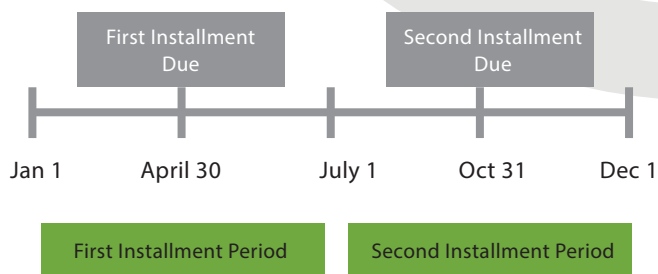 First Installment
Due
Second Installment
Due
Jan 1
April 30
July 1
Oct 31
Dec 1
First Installment Period
Second Installment Period